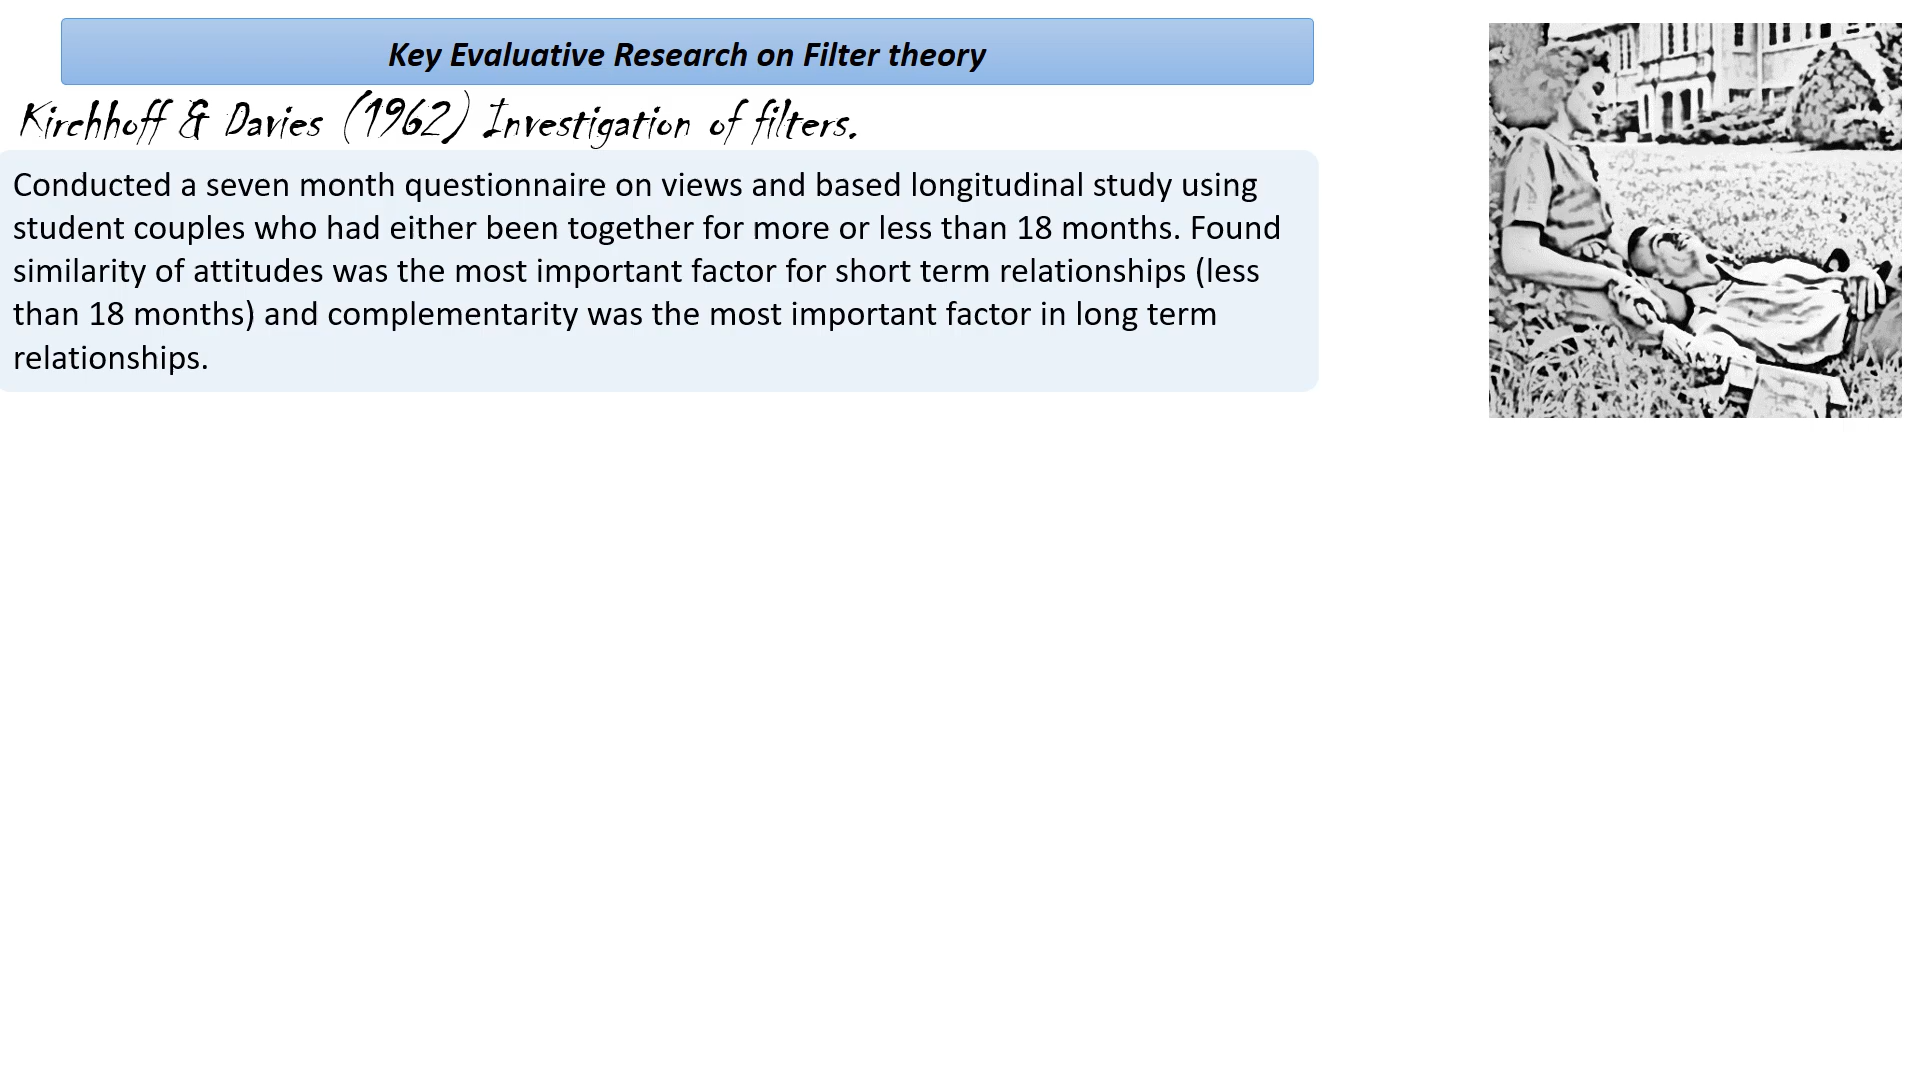 Key Evaluative Research on Filter theory
Kirchhoff & Davies (1962) Investigation of filters.
Conducted a seven month questionnaire on views and based longitudinal study using
student couples who had either been together for more or less than 18 months. Found
similarity of attitudes was the most important factor for short term relationships (less
than 18 months) and complementarity was the most important factor in long term
relationships.